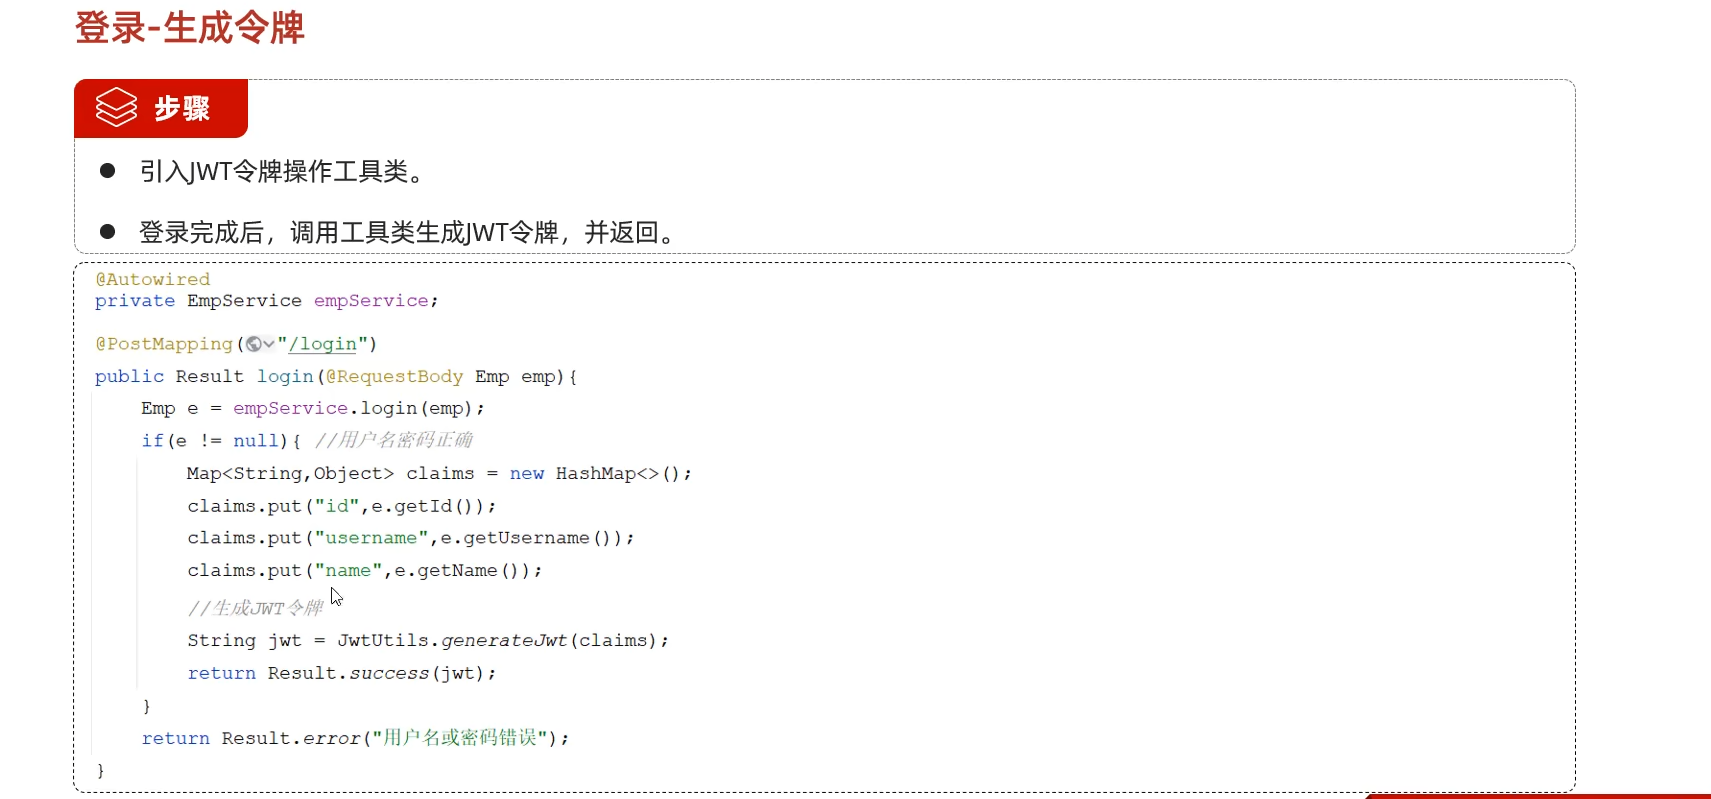 登录-生成令牌
步骤
● 引入JWT令牌操作工具类。
● 登录完成后，调用工具类生成JWT令牌，并返回。
@Autowired
private EmpService empService;
@PostMapping("/login")
public Result login(@RequestBody Emp emp){
Emp e = empService.login(emp);
if(e != null){ //用户名密码正确
Map<String,Object> claims = new HashMap<>();
claims.put("id",e.getId());
claims.put("username",e.getUsername());
claims.put("name",e.getName());
//生成JWT令牌
String jwt = JwtUtils.generateJwt(claims);
return Result.success(jwt);
}
return Result.error("用户名或密码错误");
}